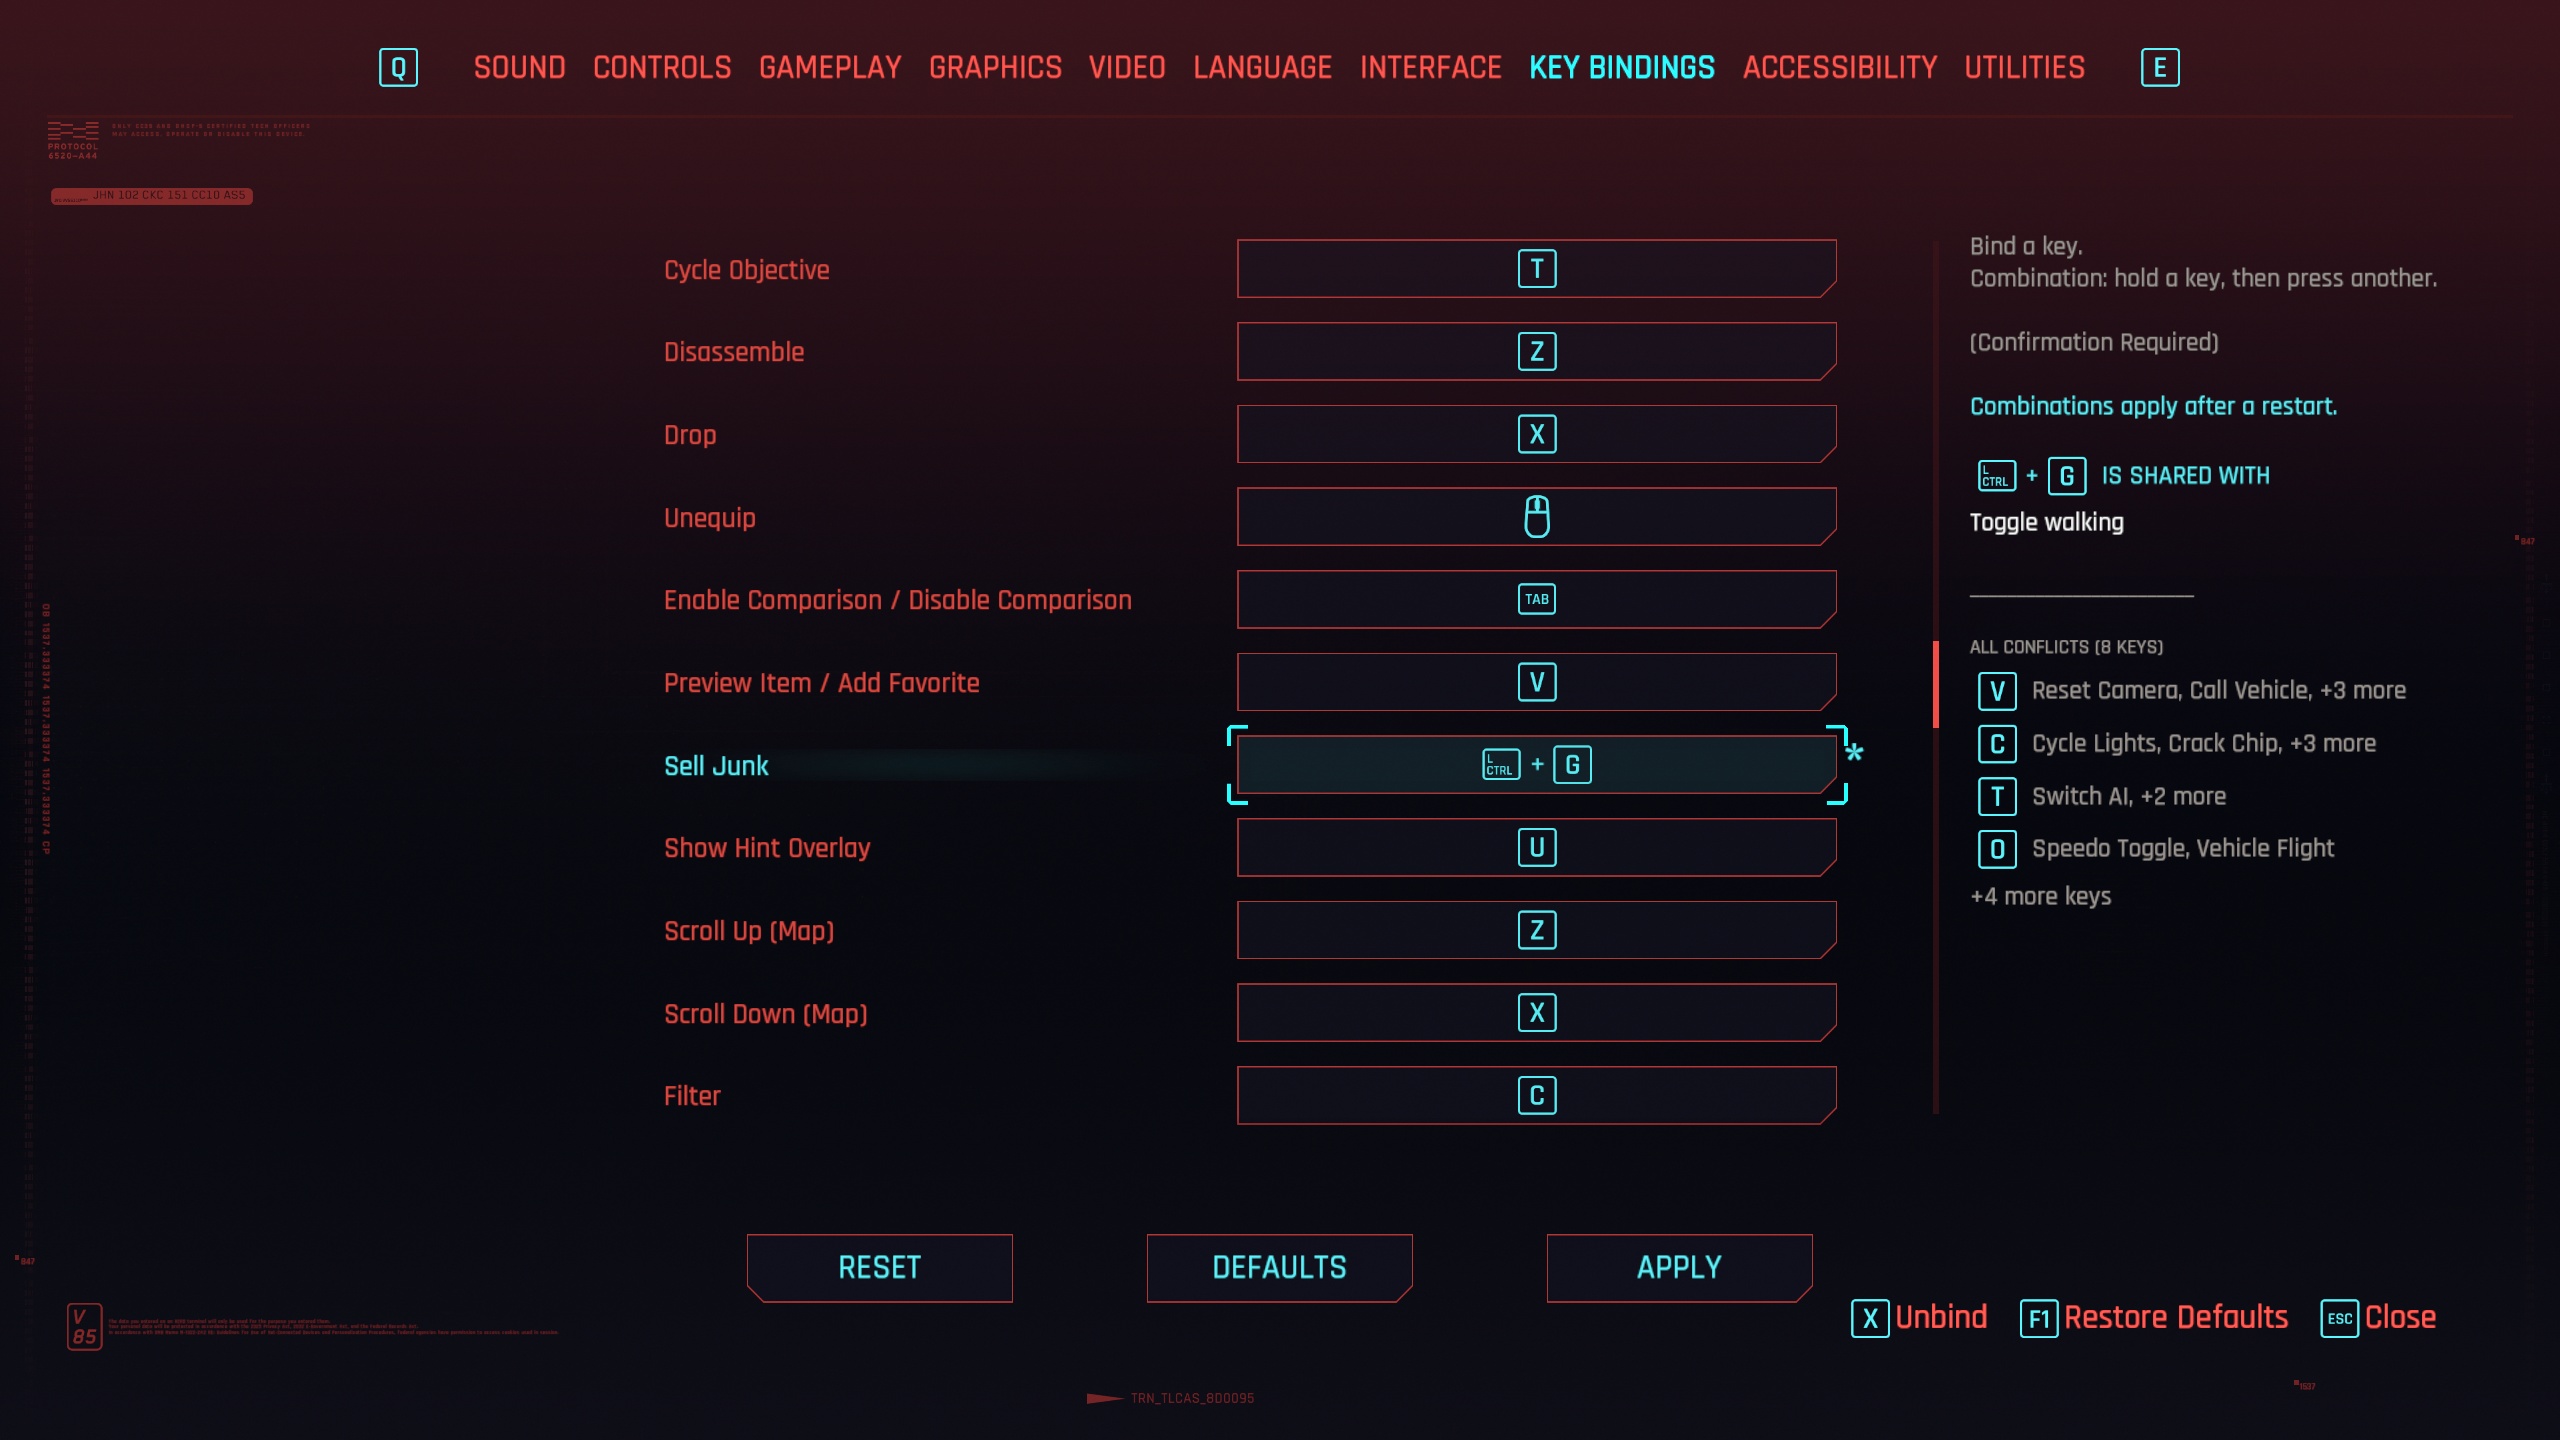 Q SOUND CONTROLS GAMEPLAY GRAPHICS VIDEO LANGUAGE INTERFACE KEY BINDINGS ACCESSIBILITY UTILITIES E
PROTOCOL
6520-A44
JHN 102 CKC 151 CC10 AS5
Cycle Objective T
Disassemble Z
Drop X
Unequip
Enable Comparison / Disable Comparison TAB
Preview Item / Add Favorite V
Sell Junk L CTRL + G *
Show Hint Overlay U
Scroll Up (Map) Z
Scroll Down (Map) X
Filter C
Bind a key.
Combination: hold a key, then press another.
(Confirmation Required)
Combinations apply after a restart.
L CTRL + G IS SHARED WITH
Toggle walking
ALL CONFLICTS (8 KEYS)
V Reset Camera, Call Vehicle, +3 more
C Cycle Lights, Crack Chip, +3 more
T Switch AI, +2 more
O Speedo Toggle, Vehicle Flight
+4 more keys
847
RESET DEFAULTS APPLY
847
V
85
X Unbind F1 Restore Defaults ESC Close
TRN_TLCAS_800095
1537